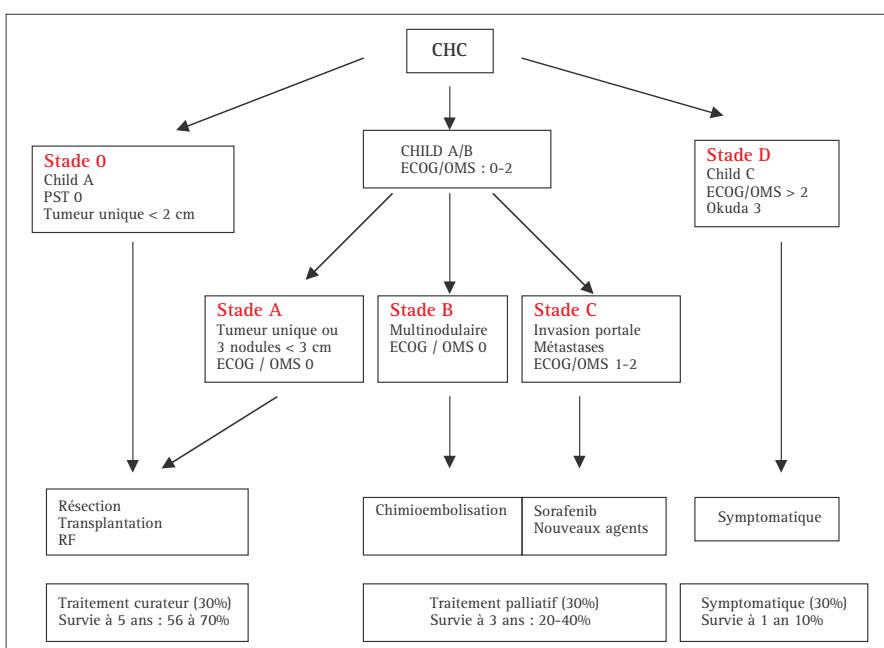 CHC
Stade 0
Child A
PST 0
Tumeur unique < 2 cm
CHILD A/B
ECOG/OMS : 0-2
Stade D
Child C
ECOG/OMS > 2
Okuda 3
Stade A
Tumeur unique ou
3 nodules < 3 cm
ECOG / OMS 0
Stade B
Multinodulaire
ECOG / OMS 0
Stade C
Invasion portale
Métastases
ECOG/OMS 1-2
Résection
Transplantation
RF
Chimioembolisation
Sorafenib
Nouveaux agents
Symptomatique
Traitement curateur (30%)
Survie à 5 ans : 56 à 70%
Traitement palliatif (30%)
Survie à 3 ans : 20-40%
Symptomatique (30%)
Survie à 1 an 10%